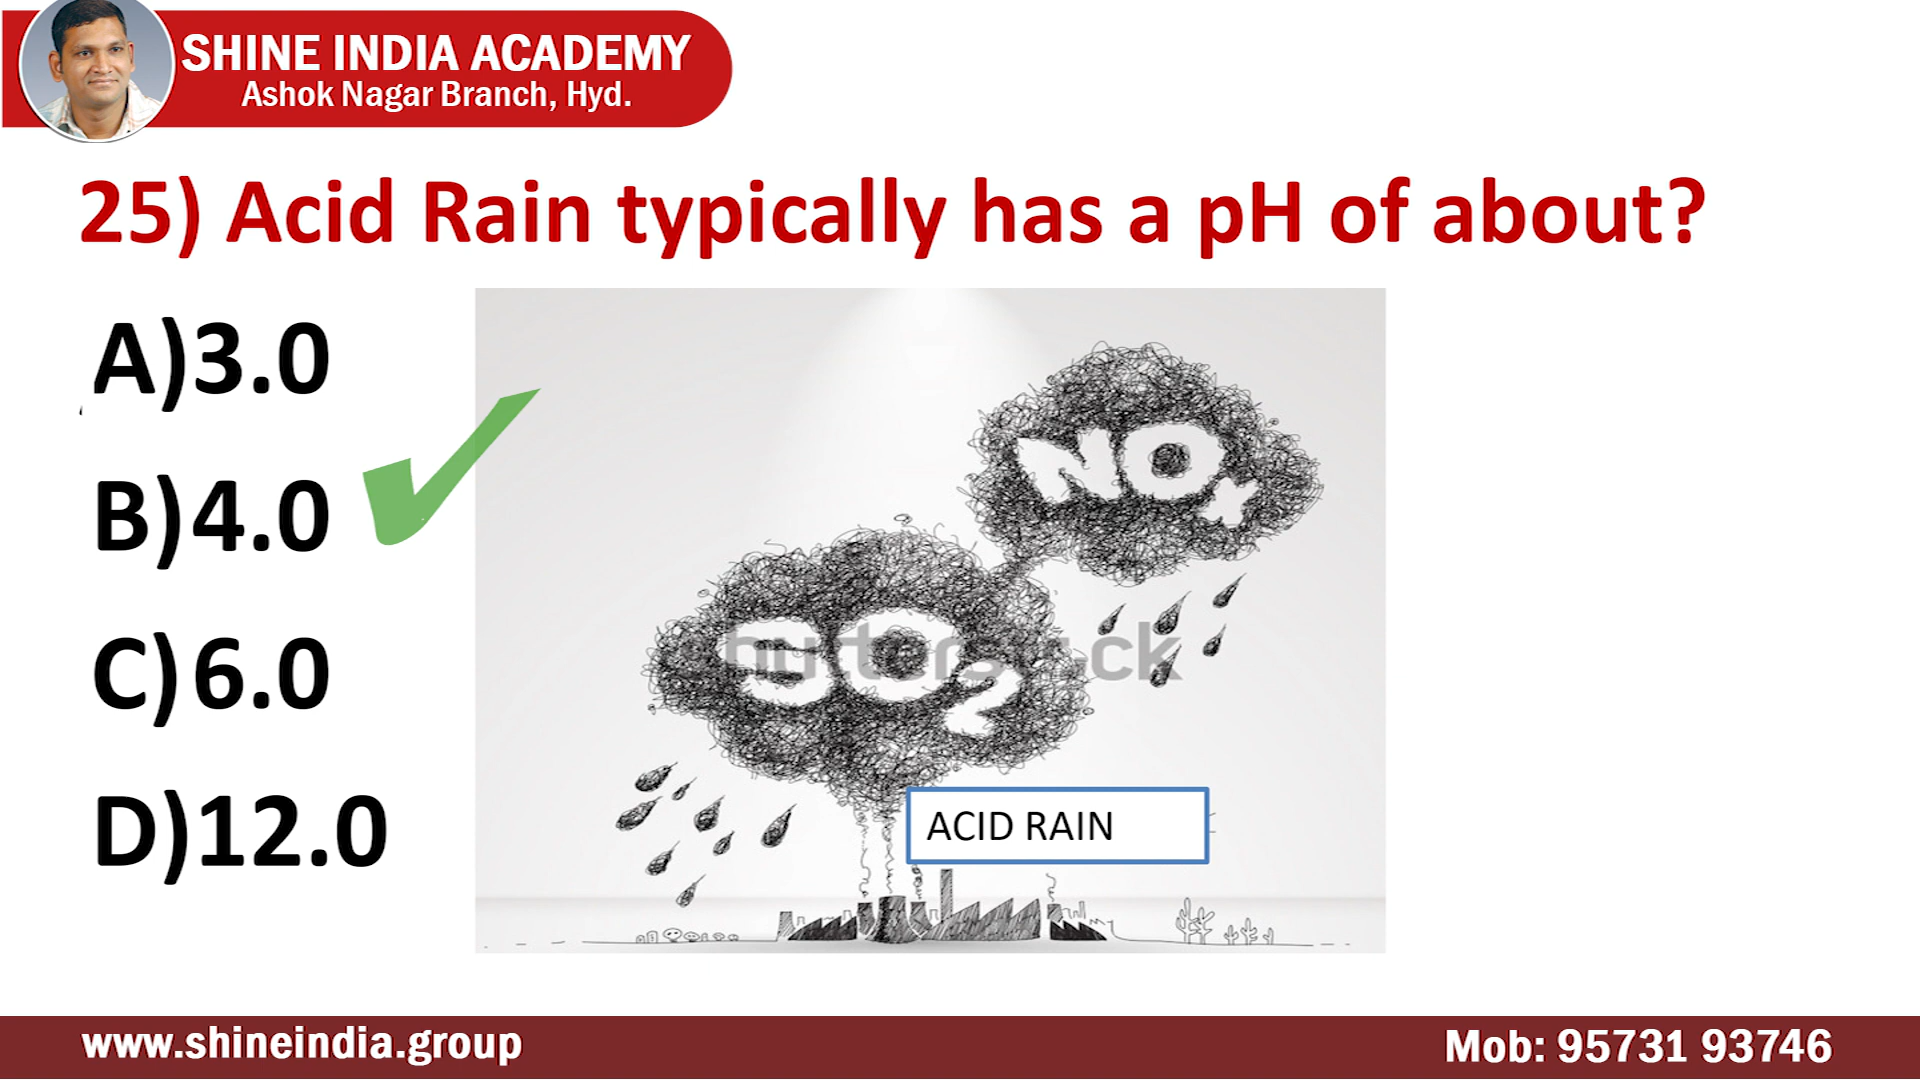 SHINE INDIA ACADEMY
Ashok Nagar Branch, Hyd.
25) Acid Rain typically has a pH of about?
A)3.0
B)4.0
C)6.0
D)12.0
NOx
SO2
ACID RAIN
www.shineindia.group
Mob: 95731 93746